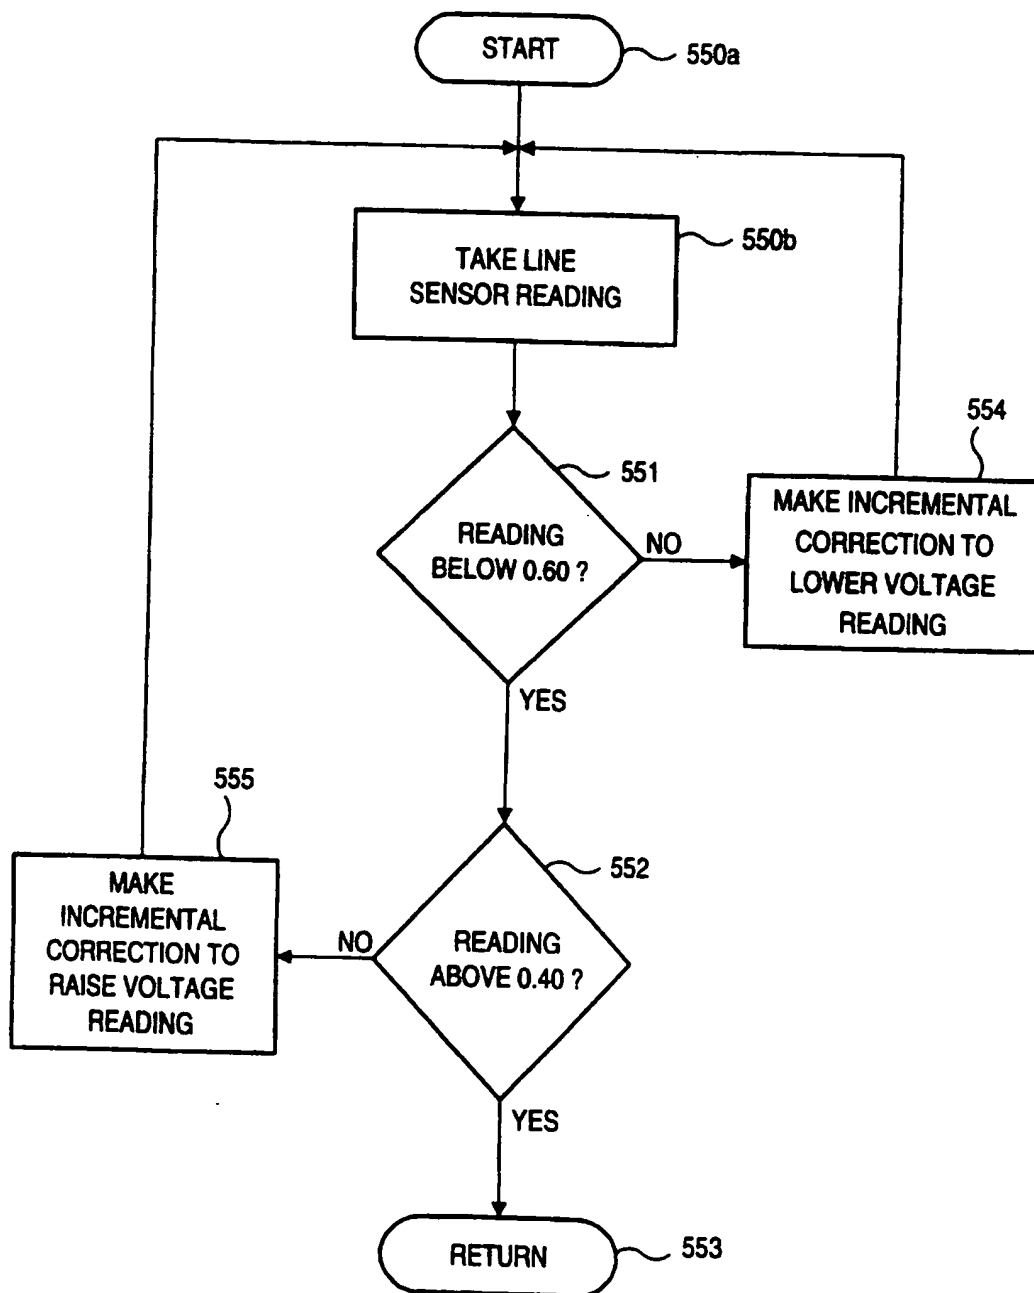 START
550a
TAKE LINE
SENSOR READING
550b
551
READING
BELOW 0.60 ?
NO
YES
554
MAKE INCREMENTAL
CORRECTION TO
LOWER VOLTAGE
READING
555
MAKE
INCREMENTAL
CORRECTION TO
RAISE VOLTAGE
READING
552
READING
ABOVE 0.40 ?
NO
YES
RETURN
553